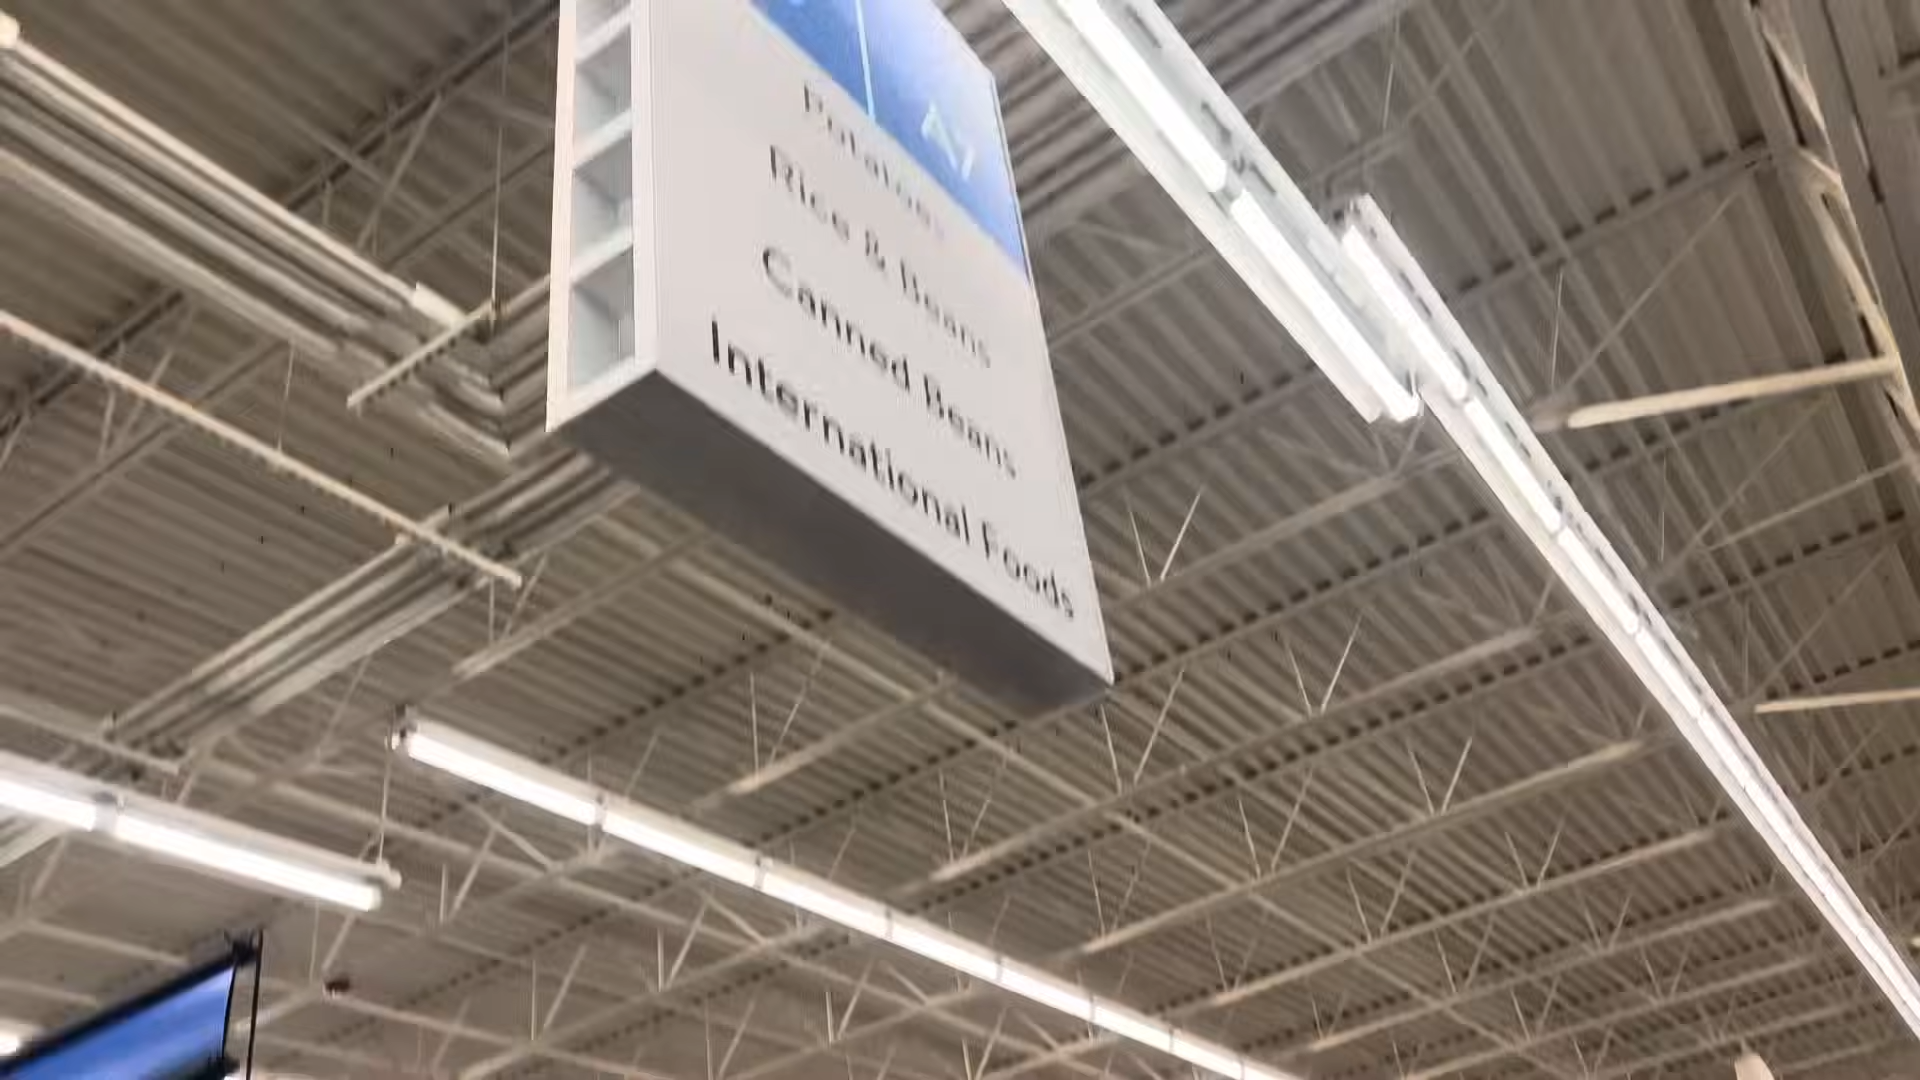 Potatoes
Rice & Beans
Canned Beans
International Foods